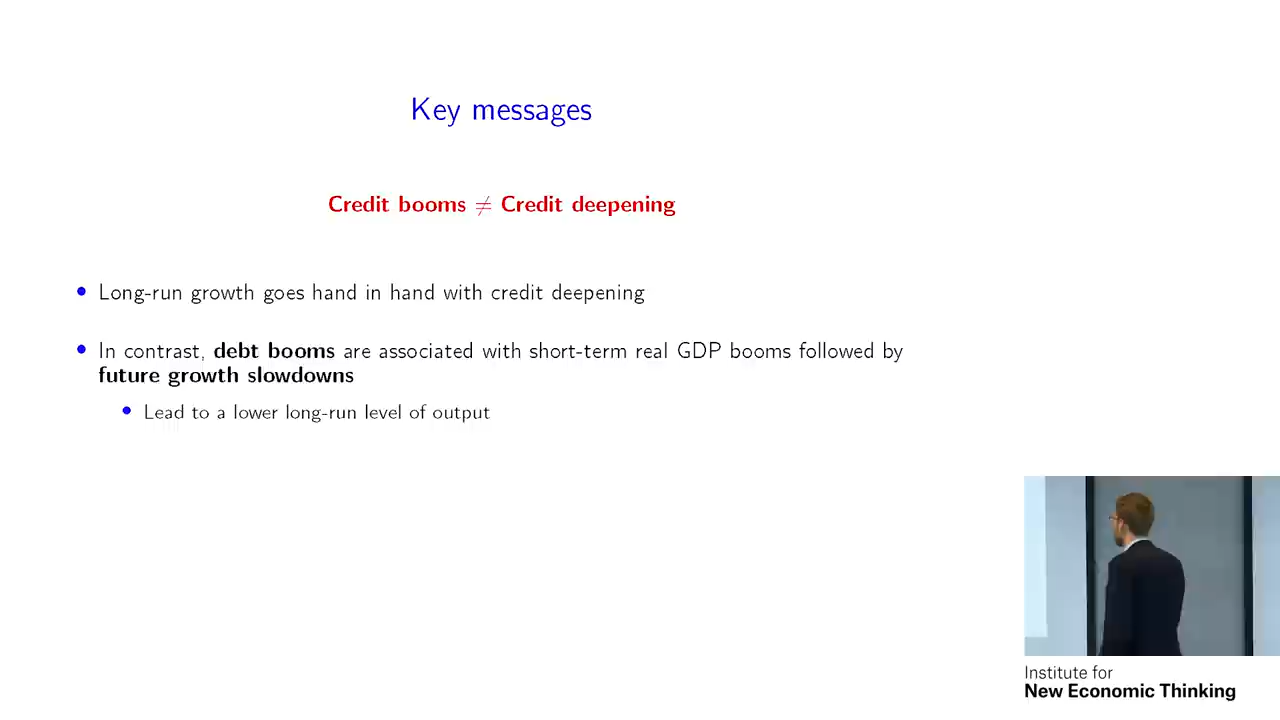 Key messages
Credit booms ≠ Credit deepening
• Long-run growth goes hand in hand with credit deepening
• In contrast, debt booms are associated with short-term real GDP booms followed by
future growth slowdowns
• Lead to a lower long-run level of output
Institute for
New Economic Thinking